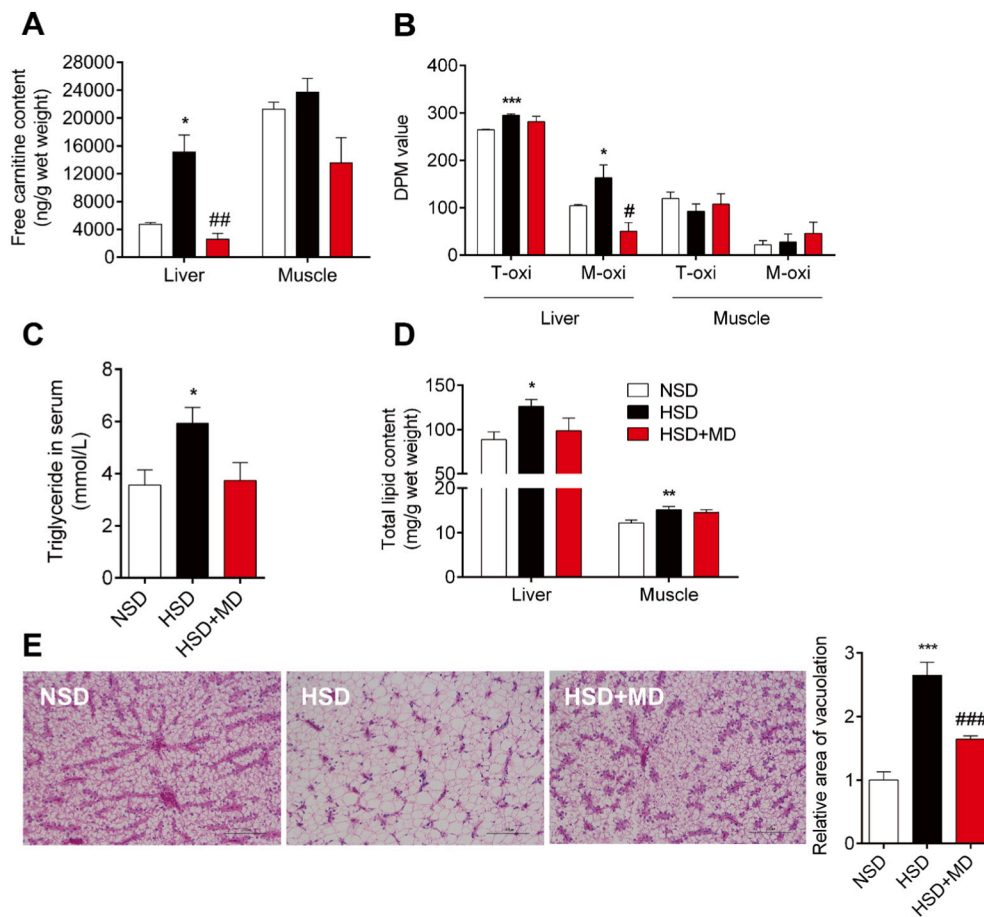 A
Free carnitine content
(ng/g wet weight)
28000
24000
20000
16000
12000
8000
4000
0
*
##
Liver
Muscle
B
DPM value
400
300
200
100
0
***
*
#
T-oxi
M-oxi
T-oxi
M-oxi
Liver
Muscle
C
Triglyceride in serum
(mmol/L)
8
6
4
2
0
*
NSD
HSD
HSD+MD
D
Total lipid content
(mg/g wet weight)
150
100
50
20
10
0
*
**
NSD
HSD
HSD+MD
Liver
Muscle
E
NSD
HSD
HSD+MD
Relative area of vacuolation
3
2
1
0
***
###
NSD
HSD
HSD+MD